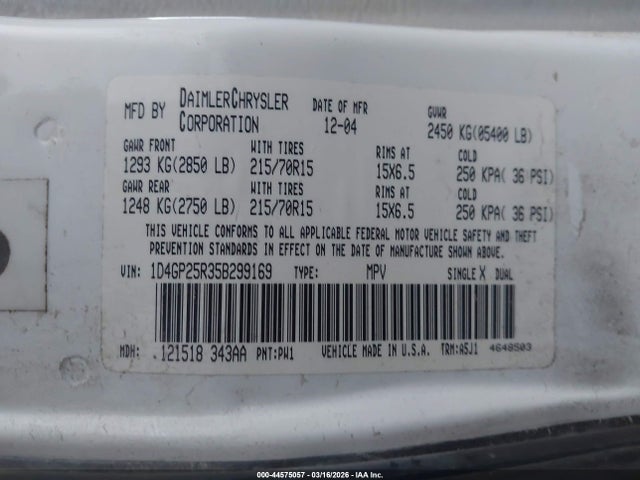 MFD BY DAIMLERCHRYSLER CORPORATION DATE OF MFR 12-04 GVWR 2450 KG(05400 LB)
GAWR FRONT WITH TIRES RIMS AT COLD
1293 KG(2850 LB) 215/70R15 15X6.5 250 KPA( 36 PSI)
GAWR REAR WITH TIRES RIMS AT COLD
1248 KG(2750 LB) 215/70R15 15X6.5 250 KPA( 36 PSI)
THIS VEHICLE CONFORMS TO ALL APPLICABLE FEDERAL MOTOR VEHICLE SAFETY AND THEFT
PREVENTION STANDARDS IN EFFECT ON THE DATE OF MANUFACTURE SHOWN ABOVE.
VIN: 1D4GP25R35B299169 TYPE: MPV SINGLE X DUAL
MDH: 121518 343AA PNT:PW1 VEHICLE MADE IN U.S.A. TRM:A5J1 4648503
000-44575057 - 03/16/2026 - IAA Inc.